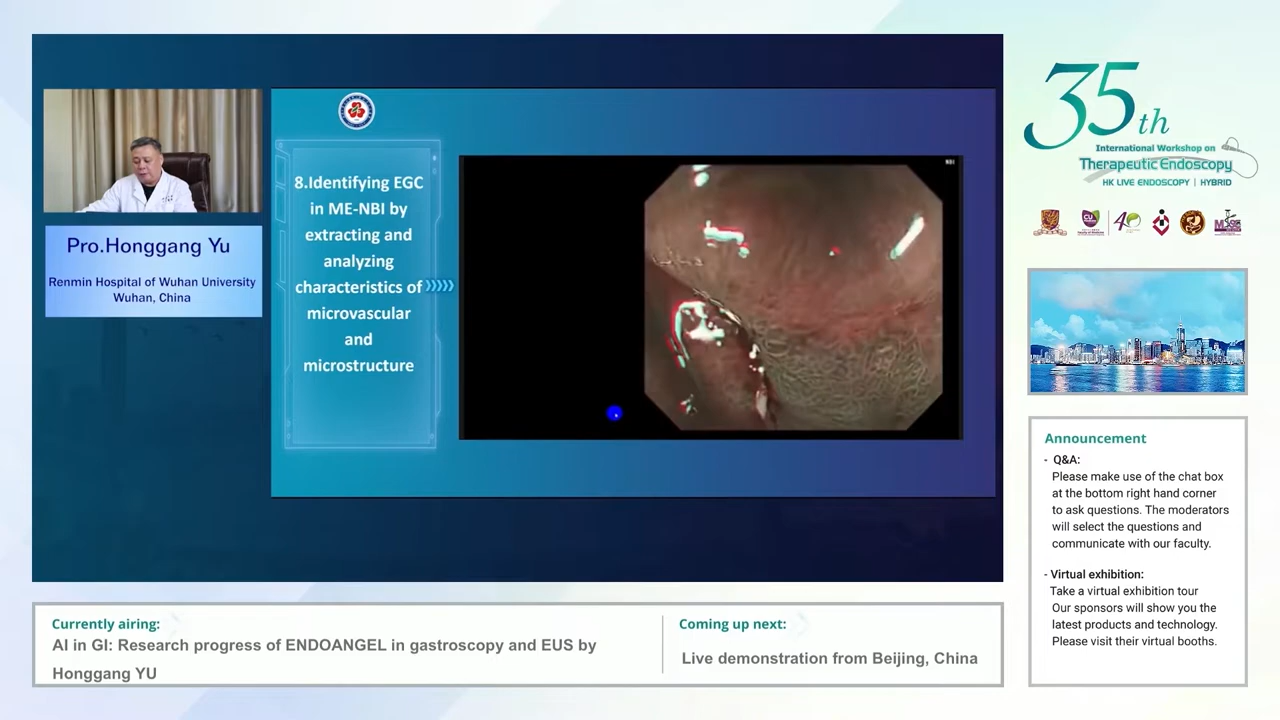 8.Identifying EGC
in ME-NBI by
extracting and
analyzing
characteristics of
microvascular
and
microstructure
NBI
Pro.Honggang Yu
Renmin Hospital of Wuhan University
Wuhan, China
35th
International Workshop on
Therapeutic Endoscopy
HK LIVE ENDOSCOPY | HYBRID
Announcement
- Q&A:
Please make use of the chat box
at the bottom right hand corner
to ask questions. The moderators
will select the questions and
communicate with our faculty.
- Virtual exhibition:
Take a virtual exhibition tour
Our sponsors will show you the
latest products and technology.
Please visit their virtual booths.
Currently airing:
AI in GI: Research progress of ENDOANGEL in gastroscopy and EUS by
Honggang YU
Coming up next:
Live demonstration from Beijing, China